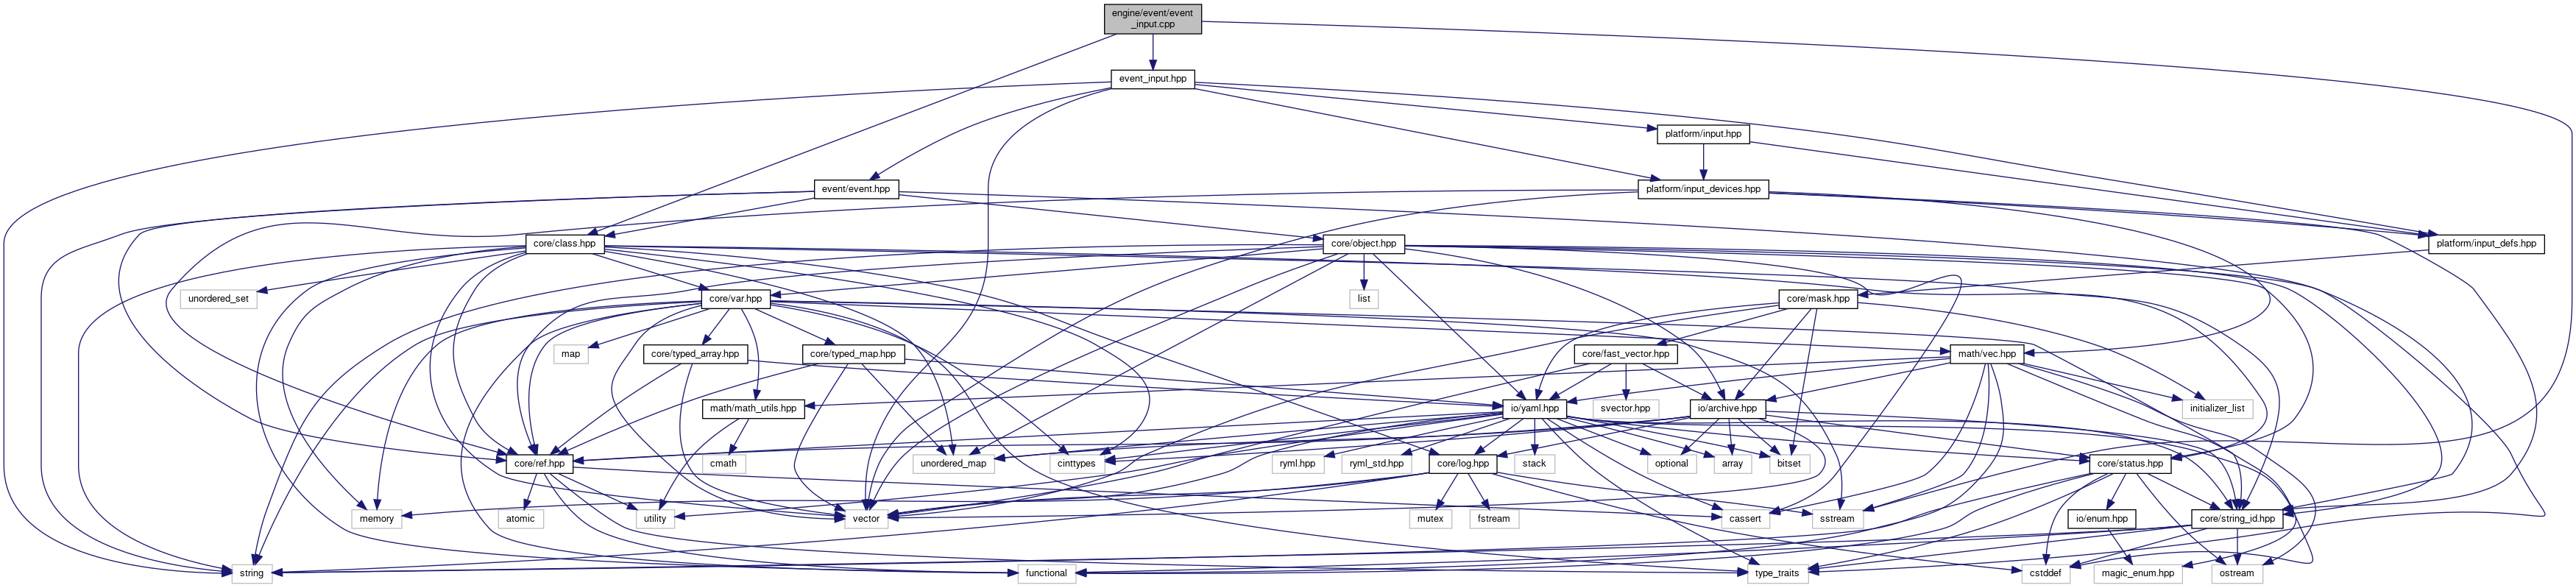 engine/event/event
_input.cpp
event_input.hpp
platform/input.hpp
event/event.hpp
platform/input_devices.hpp
core/class.hpp
core/object.hpp
platform/input_defs.hpp
unordered_set
core/var.hpp
list
core/mask.hpp
map
core/typed_array.hpp
core/typed_map.hpp
core/fast_vector.hpp
math/vec.hpp
math/math_utils.hpp
io/yaml.hpp
svector.hpp
io/archive.hpp
initializer_list
core/ref.hpp
cmath
unordered_map
cinttypes
ryml.hpp
ryml_std.hpp
core/log.hpp
stack
optional
array
bitset
core/status.hpp
memory
atomic
utility
vector
mutex
fstream
cassert
sstream
io/enum.hpp
core/string_id.hpp
string
functional
type_traits
cstddef
magic_enum.hpp
ostream